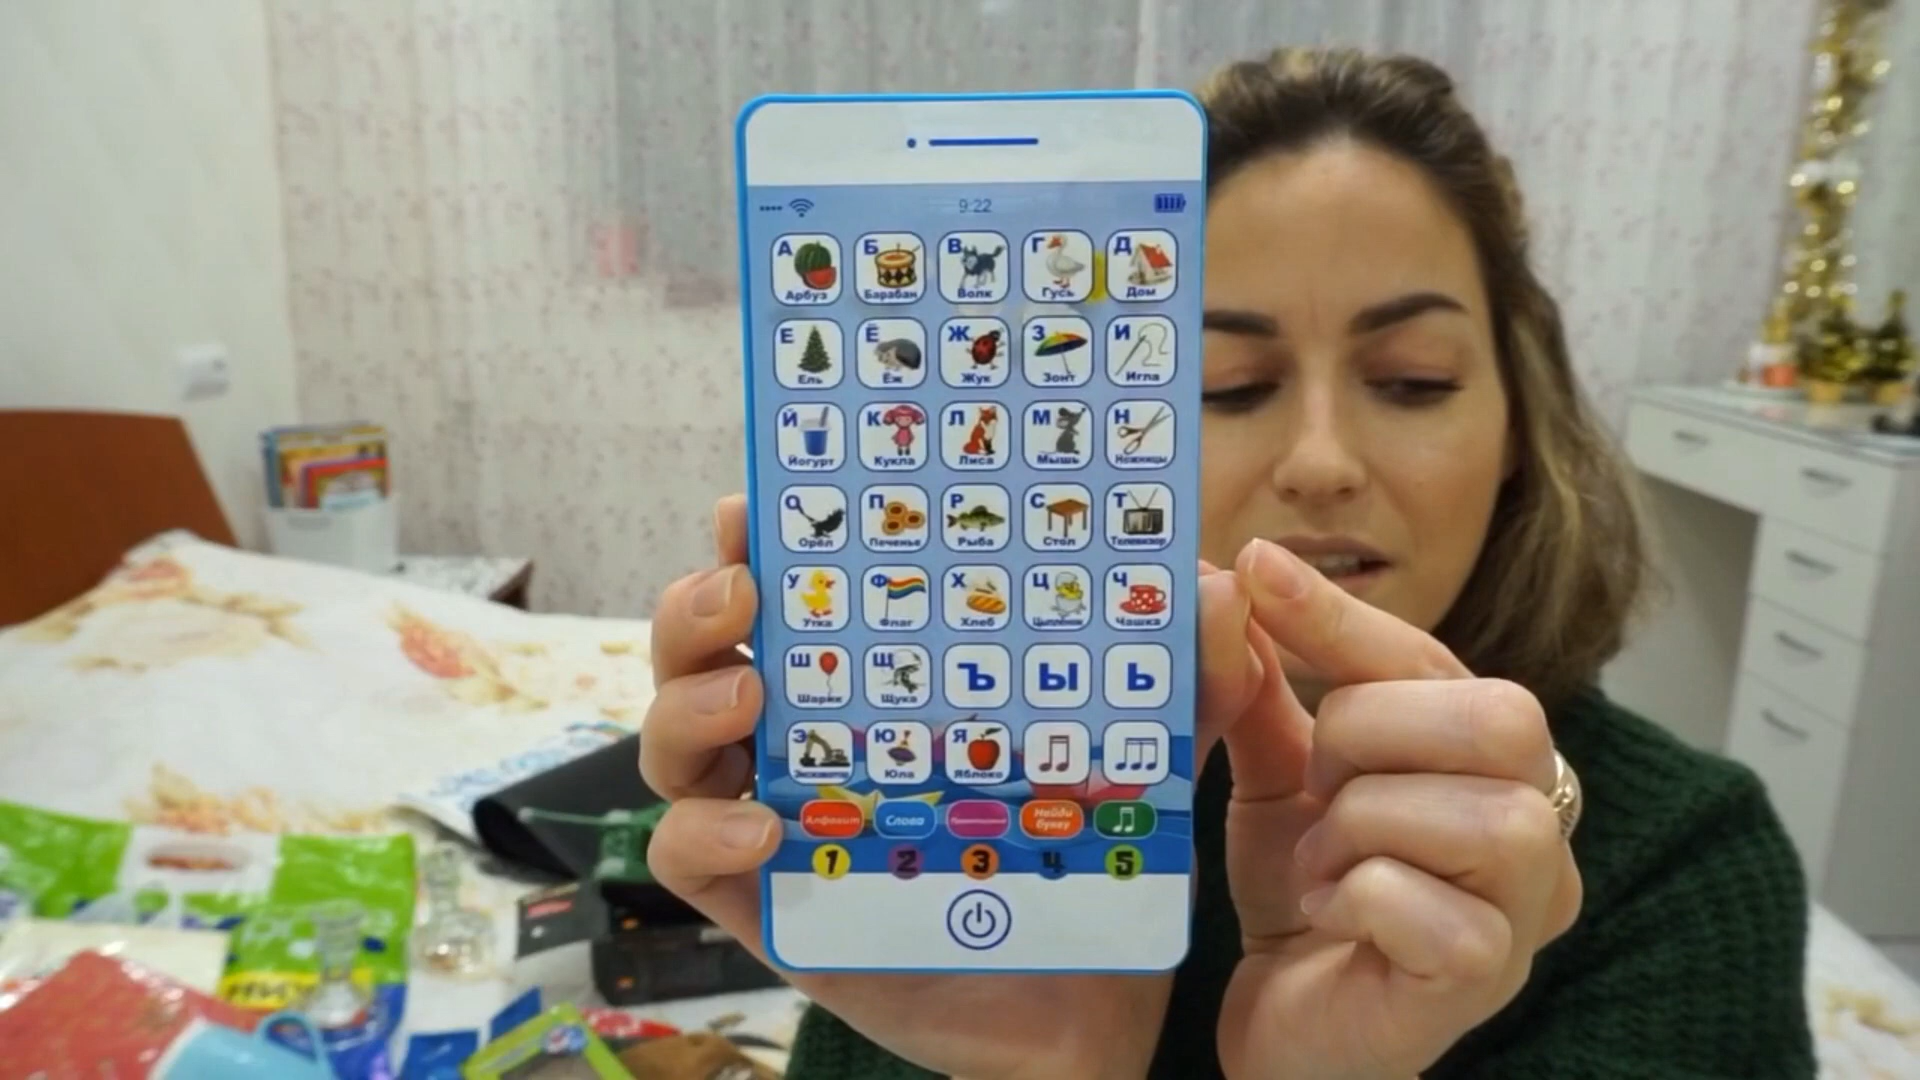 9:22
А Б В Г Д
Арбуз Барабан Волк Гусь Дом
Е Ё Ж З И
Ель Ёж Жук Зонт Игла
Й К Л М Н
Йогурт Кукла Лиса Мышь Ножницы
О П Р С Т
Орёл Печенье Рыба Стол Телевизор
У Ф Х Ц Ч
Утка Флаг Хлеб Цыплёнок Чашка
Ш Щ Ъ Ы Ь
Шарик Щука
Э Ю Я
Экскаватор Юла Яблоко
Алфавит Слова Найди
букву
1 2 3 4 5